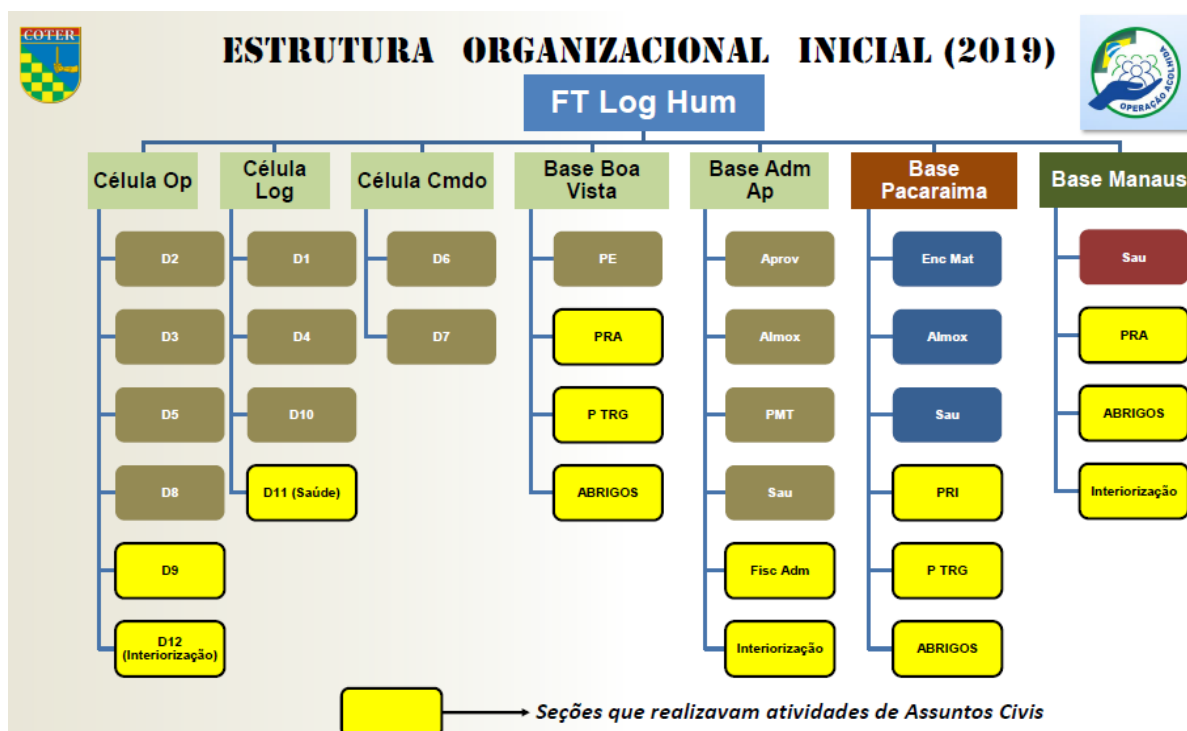 COTER
ESTRUTURA ORGANIZACIONAL INICIAL (2019)
OPERAÇÃO ACOLHIDA
FT Log Hum
Célula Op
Célula
Log
Célula Cmdo
Base Boa
Vista
Base Adm
Ap
Base
Pacaraima
Base Manaus
D2
D1
D6
PE
Aprov
Enc Mat
Sau
D3
D4
D7
PRA
Almox
Almox
PRA
D5
D10
P TRG
PMT
Sau
ABRIGOS
D8
D11 (Saúde)
ABRIGOS
Sau
PRI
Interiorização
D9
Fisc Adm
P TRG
D12
(Interiorização)
Interiorização
ABRIGOS
Seções que realizavam atividades de Assuntos Civis